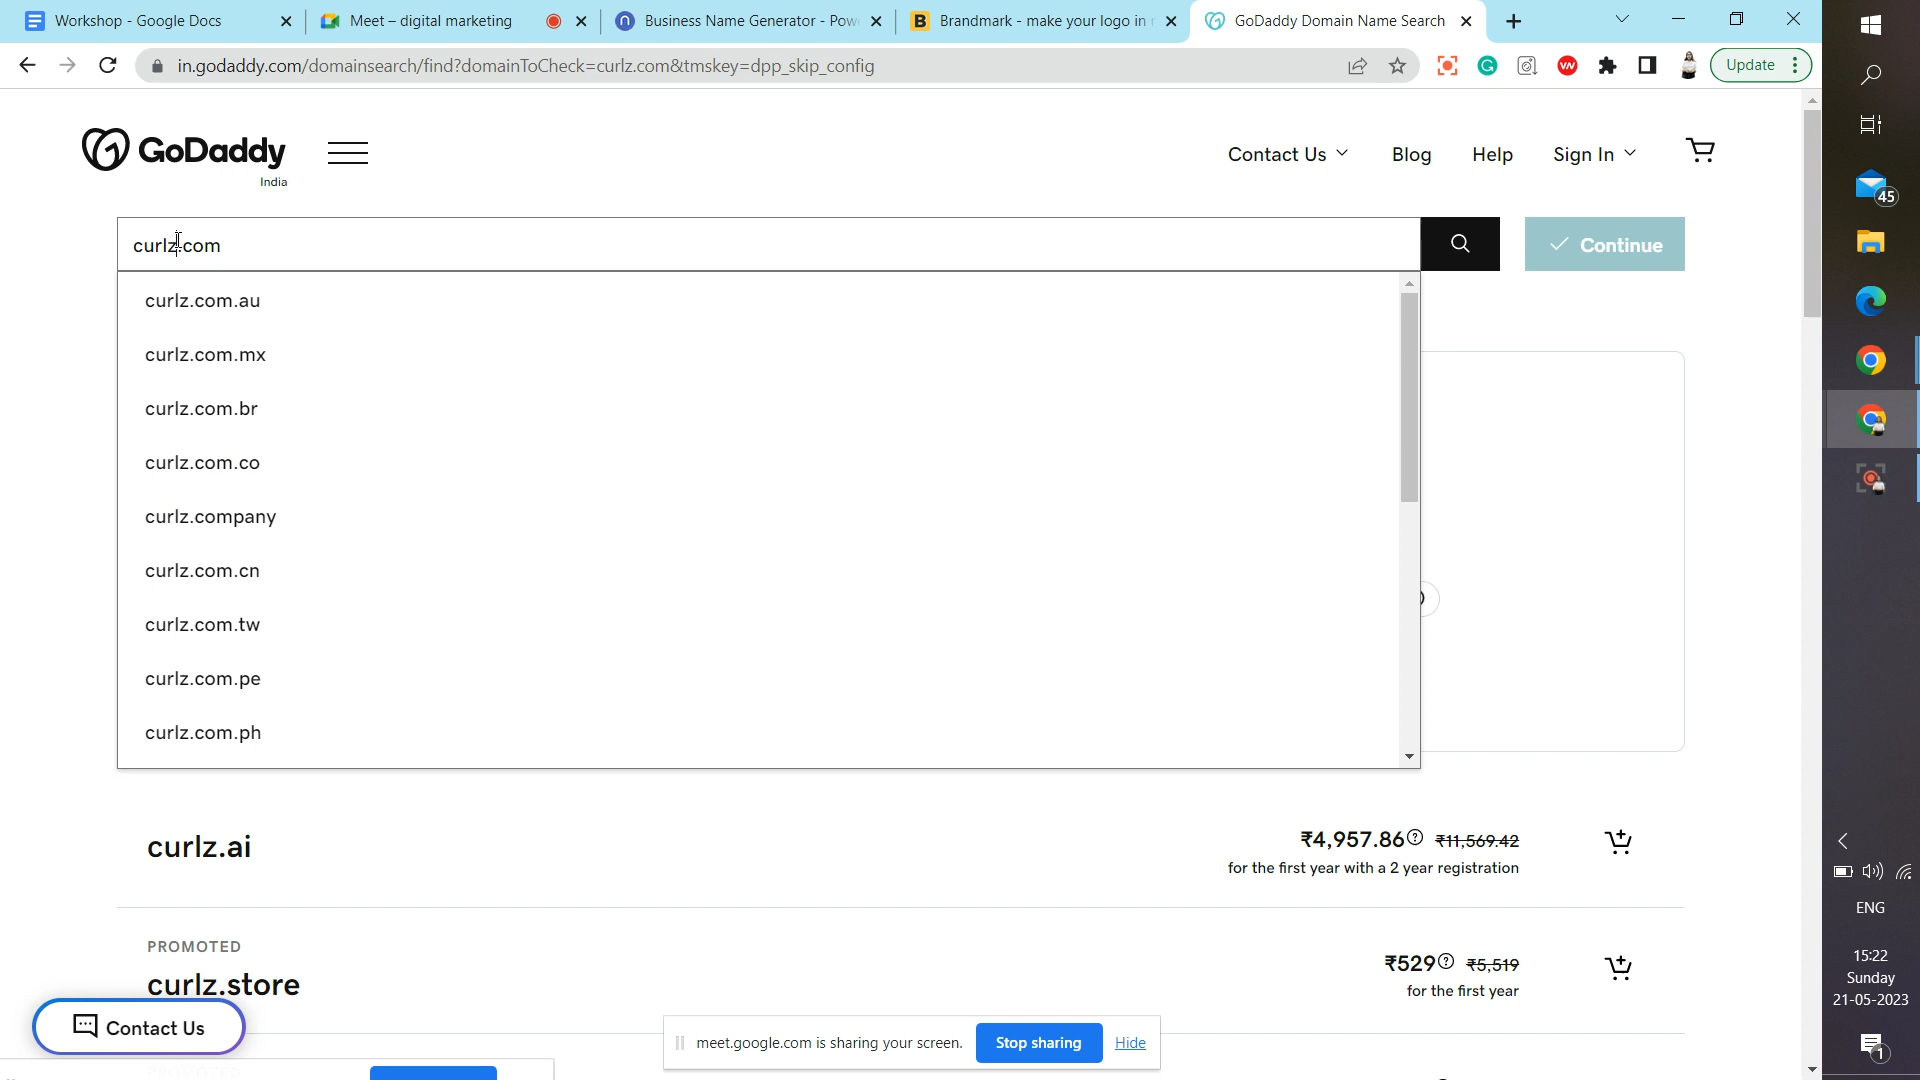 Workshop - Google Docs
Meet – digital marketing
Business Name Generator - Pow
Brandmark - make your logo in
GoDaddy Domain Name Search
in.godaddy.com/domainsearch/find?domainToCheck=curlz.com&tmskey=dpp_skip_config
Update
GoDaddy
India
Contact Us
Blog
Help
Sign In
curlz.com
Continue
curlz.com.au
curlz.com.mx
curlz.com.br
curlz.com.co
curlz.company
curlz.com.cn
curlz.com.tw
curlz.com.pe
curlz.com.ph
curlz.ai
₹4,957.86 ₹11,569.42
for the first year with a 2 year registration
PROMOTED
curlz.store
₹529 ₹5,519
for the first year
Contact Us
meet.google.com is sharing your screen.
Stop sharing
Hide
45
ENG
15:22
Sunday
21-05-2023
1